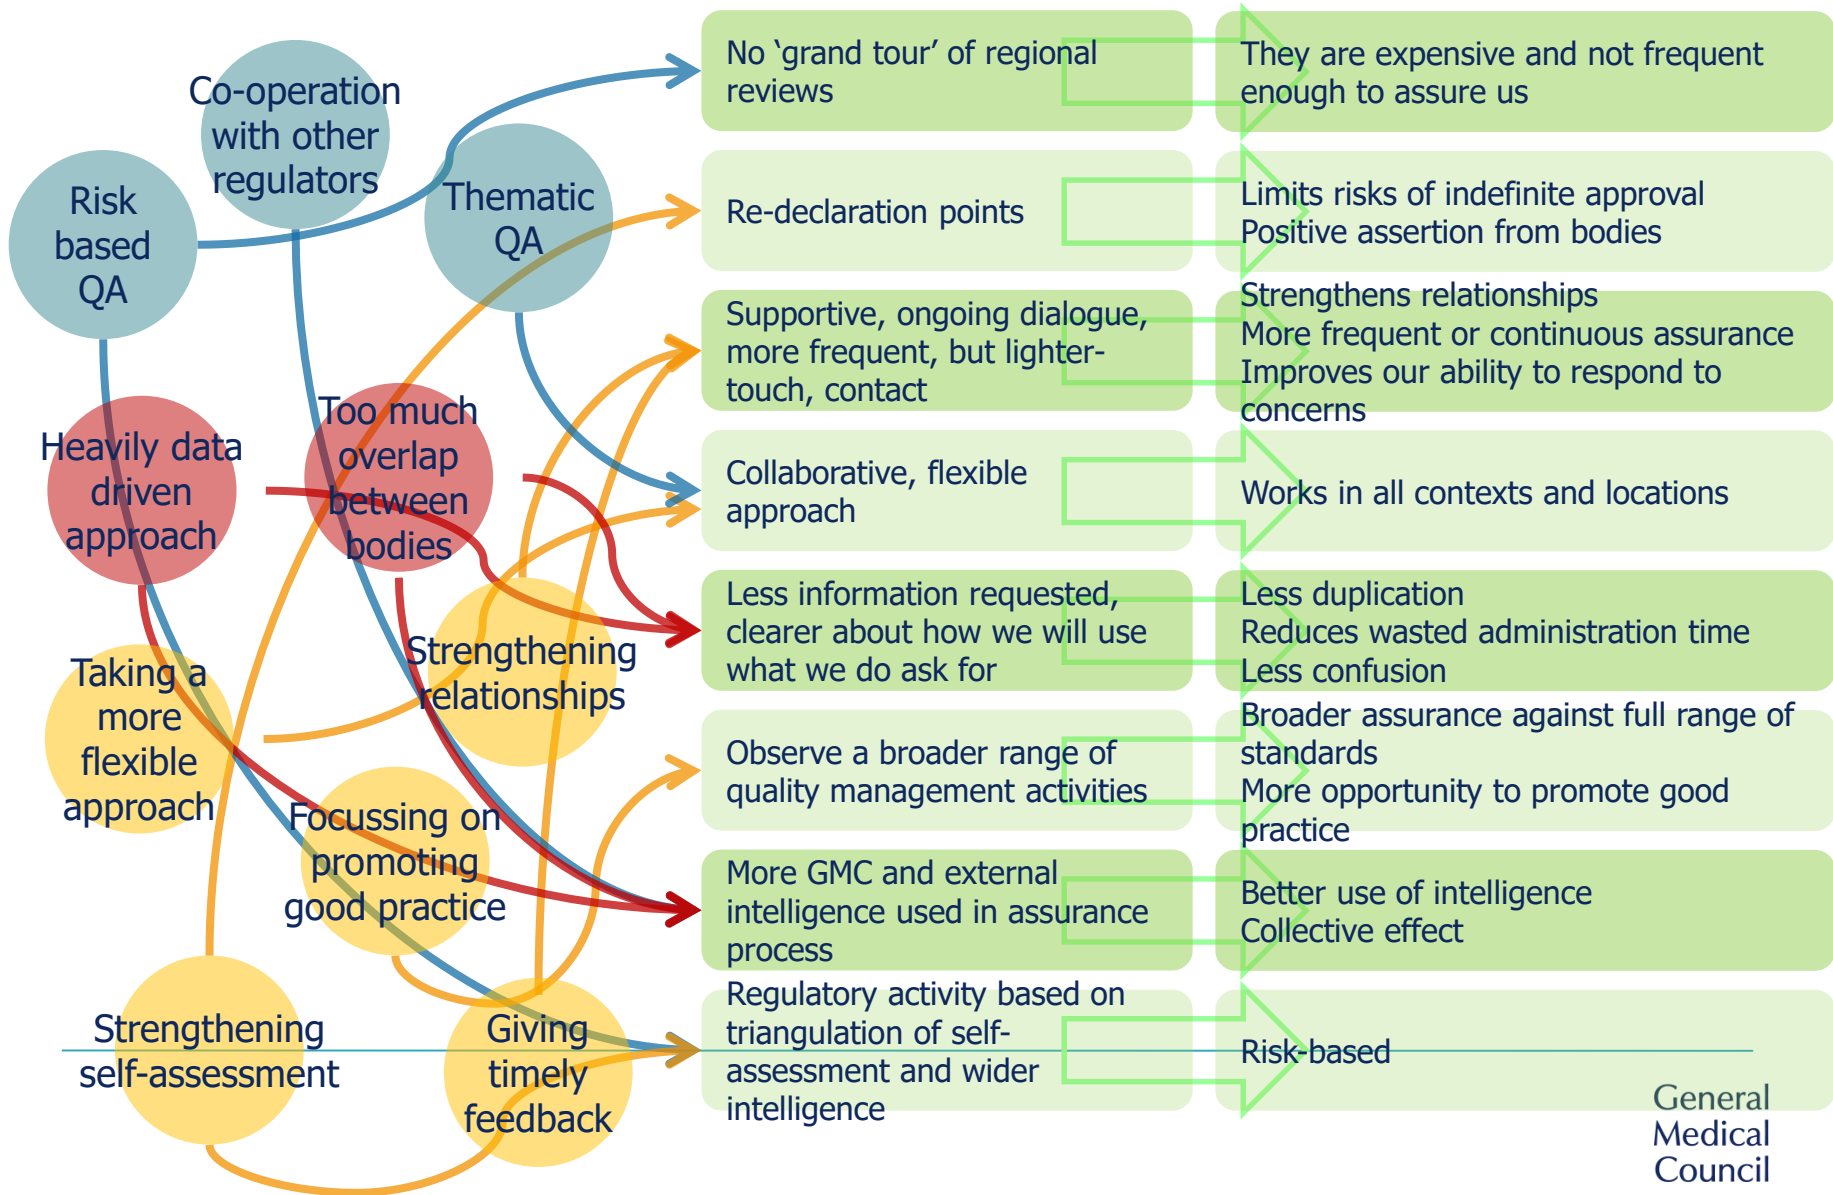 Co-operation
with other
regulators
Risk
based
QA
Thematic
QA
Heavily data
driven
approach
Too much
overlap
between
bodies
Taking a
more
flexible
approach
Strengthening
relationships
Focussing on
promoting
good practice
Strengthening
self-assessment
Giving
timely
feedback
No ‘grand tour’ of regional
reviews
They are expensive and not frequent
enough to assure us
Re-declaration points
Limits risks of indefinite approval
Positive assertion from bodies
Supportive, ongoing dialogue,
more frequent, but lighter-
touch, contact
Strengthens relationships
More frequent or continuous assurance
Improves our ability to respond to
concerns
Collaborative, flexible
approach
Works in all contexts and locations
Less information requested,
clearer about how we will use
what we do ask for
Less duplication
Reduces wasted administration time
Less confusion
Observe a broader range of
quality management activities
Broader assurance against full range of
standards
More opportunity to promote good
practice
More GMC and external
intelligence used in assurance
process
Better use of intelligence
Collective effect
Regulatory activity based on
triangulation of self-
assessment and wider
intelligence
Risk-based
General
Medical
Council